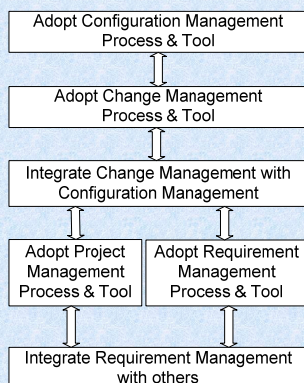 Adopt Configuration Management
Process & Tool
Adopt Change Management
Process & Tool
Integrate Change Management with
Configuration Management
Adopt Project
Management
Process & Tool
Adopt Requirement
Management
Process & Tool
Integrate Requirement Management
with others